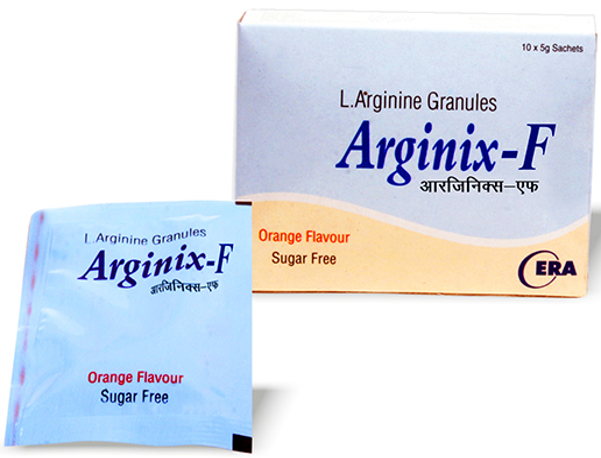 10 x 5g Sachets
L.Arginine Granules
Arginix-F
आरजिनिक्स–एफ
Orange Flavour
Sugar Free
ERA
L.Arginine Granules
Arginix-F
आरजिनिक्स–एफ
Orange Flavour
Sugar Free